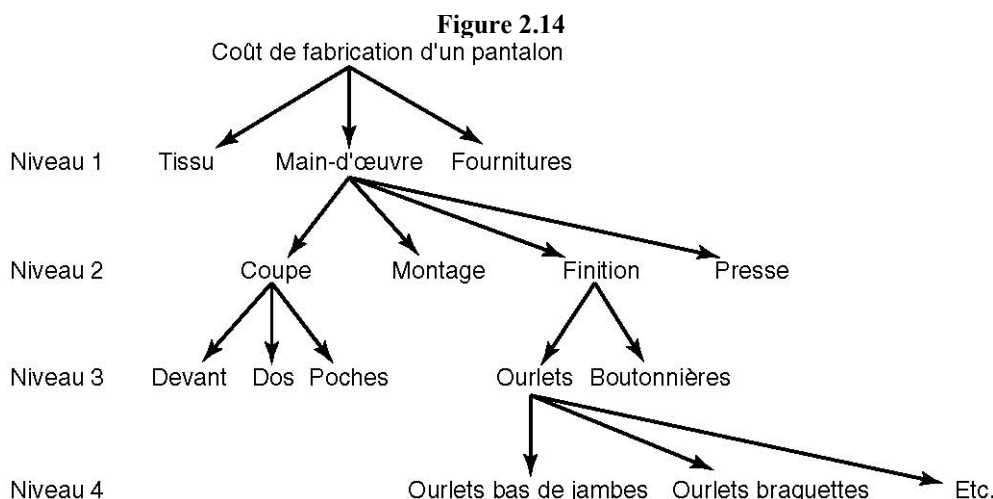 Figure 2.14
Coût de fabrication d'un pantalon
Niveau 1 Tissu Main-d'œuvre Fournitures
Niveau 2 Coupe Montage Finition Presse
Niveau 3 Devant Dos Poches Ourlets Boutonnières
Niveau 4 Ourlets bas de jambes Ourlets braguettes Etc.